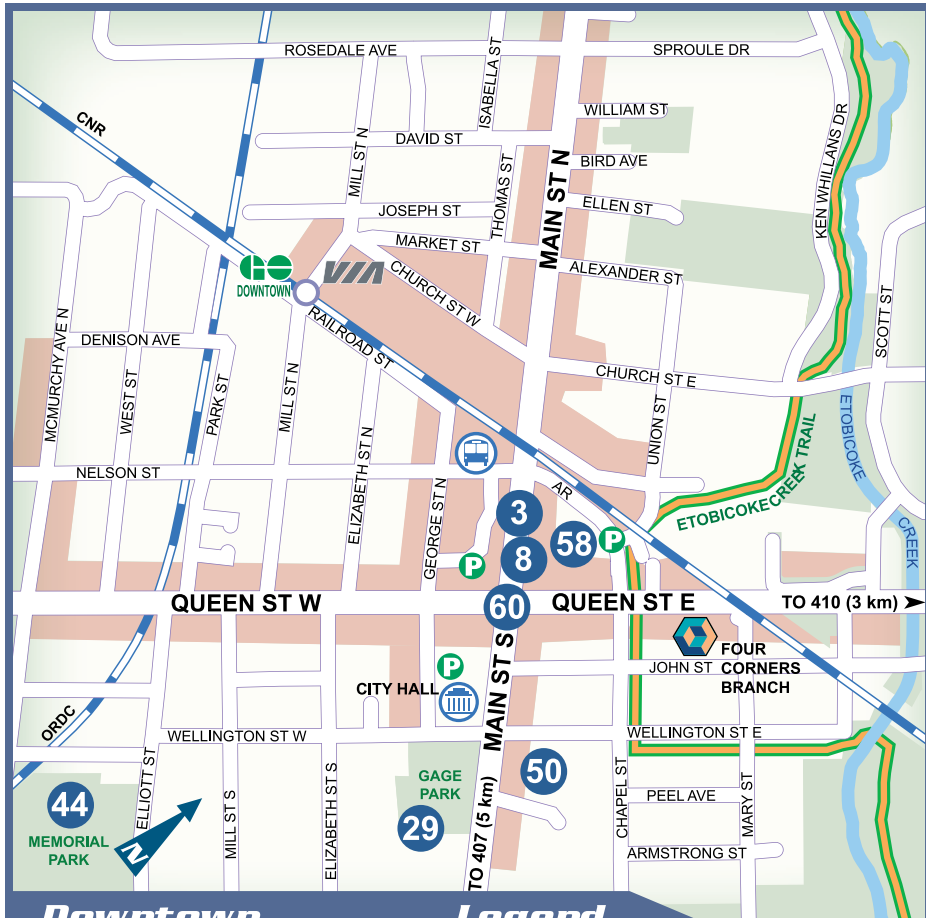 ROSEDALE AVE
SPROULE DR
ISABELLA ST
CNR
WILLIAM ST
DAVID ST
MILL ST N
BIRD AVE
THOMAS ST
MAIN ST N
KEN WHILLANS DR
JOSEPH ST
ELLEN ST
MARKET ST
GO
DOWNTOWN
VIA
ALEXANDER ST
CHURCH ST W
SCOTT ST
RAILROAD ST
MCMURCHY AVE N
DENISON AVE
WEST ST
PARK ST
MILL ST N
CHURCH ST E
UNION ST
ETOBICOKE
CREEK
ELIZABETH ST N
NELSON ST
GEORGE ST N
AR
ETOBICOKECREEK TRAIL
3
58
P
8
P
QUEEN ST W
60
QUEEN ST E
TO 410 (3 km)
P
CITY HALL
MAIN ST S
FOUR
CORNERS
BRANCH
JOHN ST
ORDC
WELLINGTON ST W
WELLINGTON ST E
ELLIOTT ST
MILL ST S
ELIZABETH ST S
GAGE
PARK
50
44
29
TO 407 (5 km)
CHAPEL ST
PEEL AVE
MARY ST
MEMORIAL
PARK
N
ARMSTRONG ST
Downtown
Legend